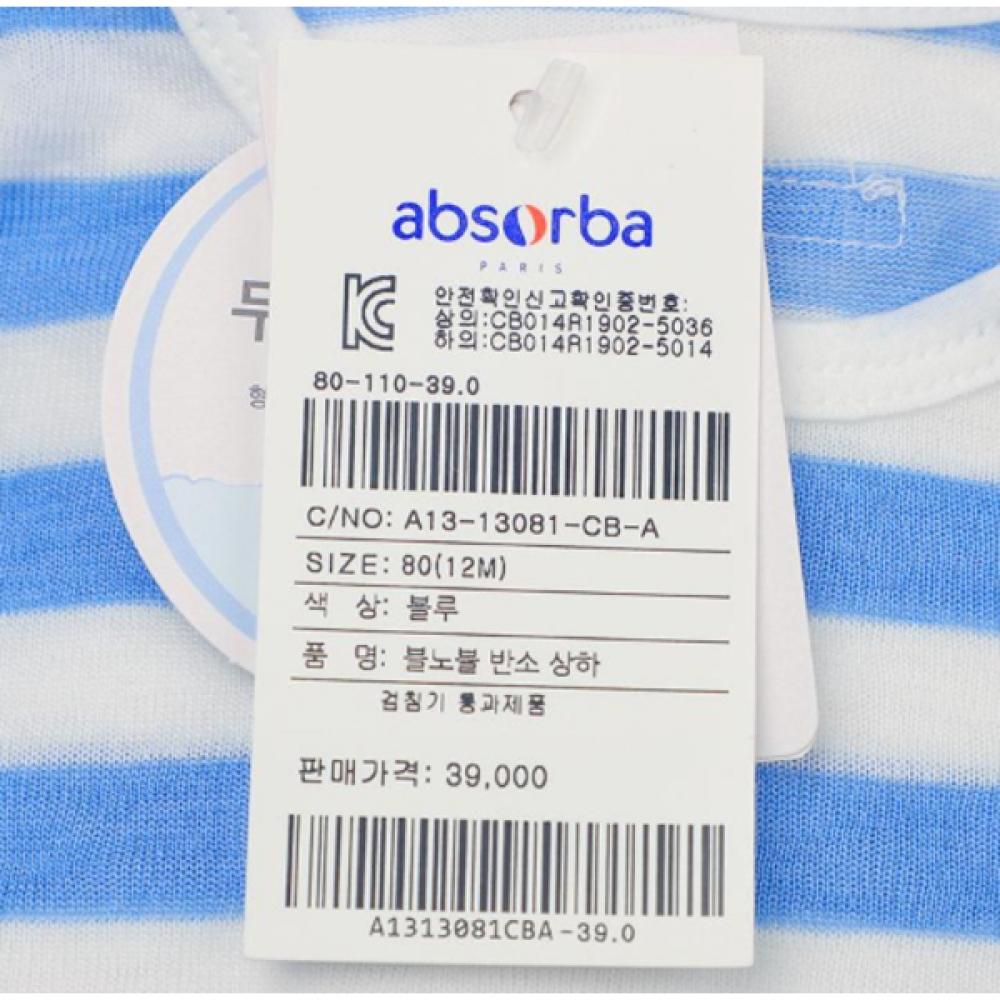 absorba
PARIS
안전확인신고확인증번호:
상의:CB014R1902-5036
하의:CB014R1902-5014
80-110-39.0
C/NO: A13-13081-CB-A
SIZE: 80(12M)
색 상: 블루
품 명: 블노블 반소 상하
검침기 통과제품
판매가격: 39,000
A1313081CBA-39.0